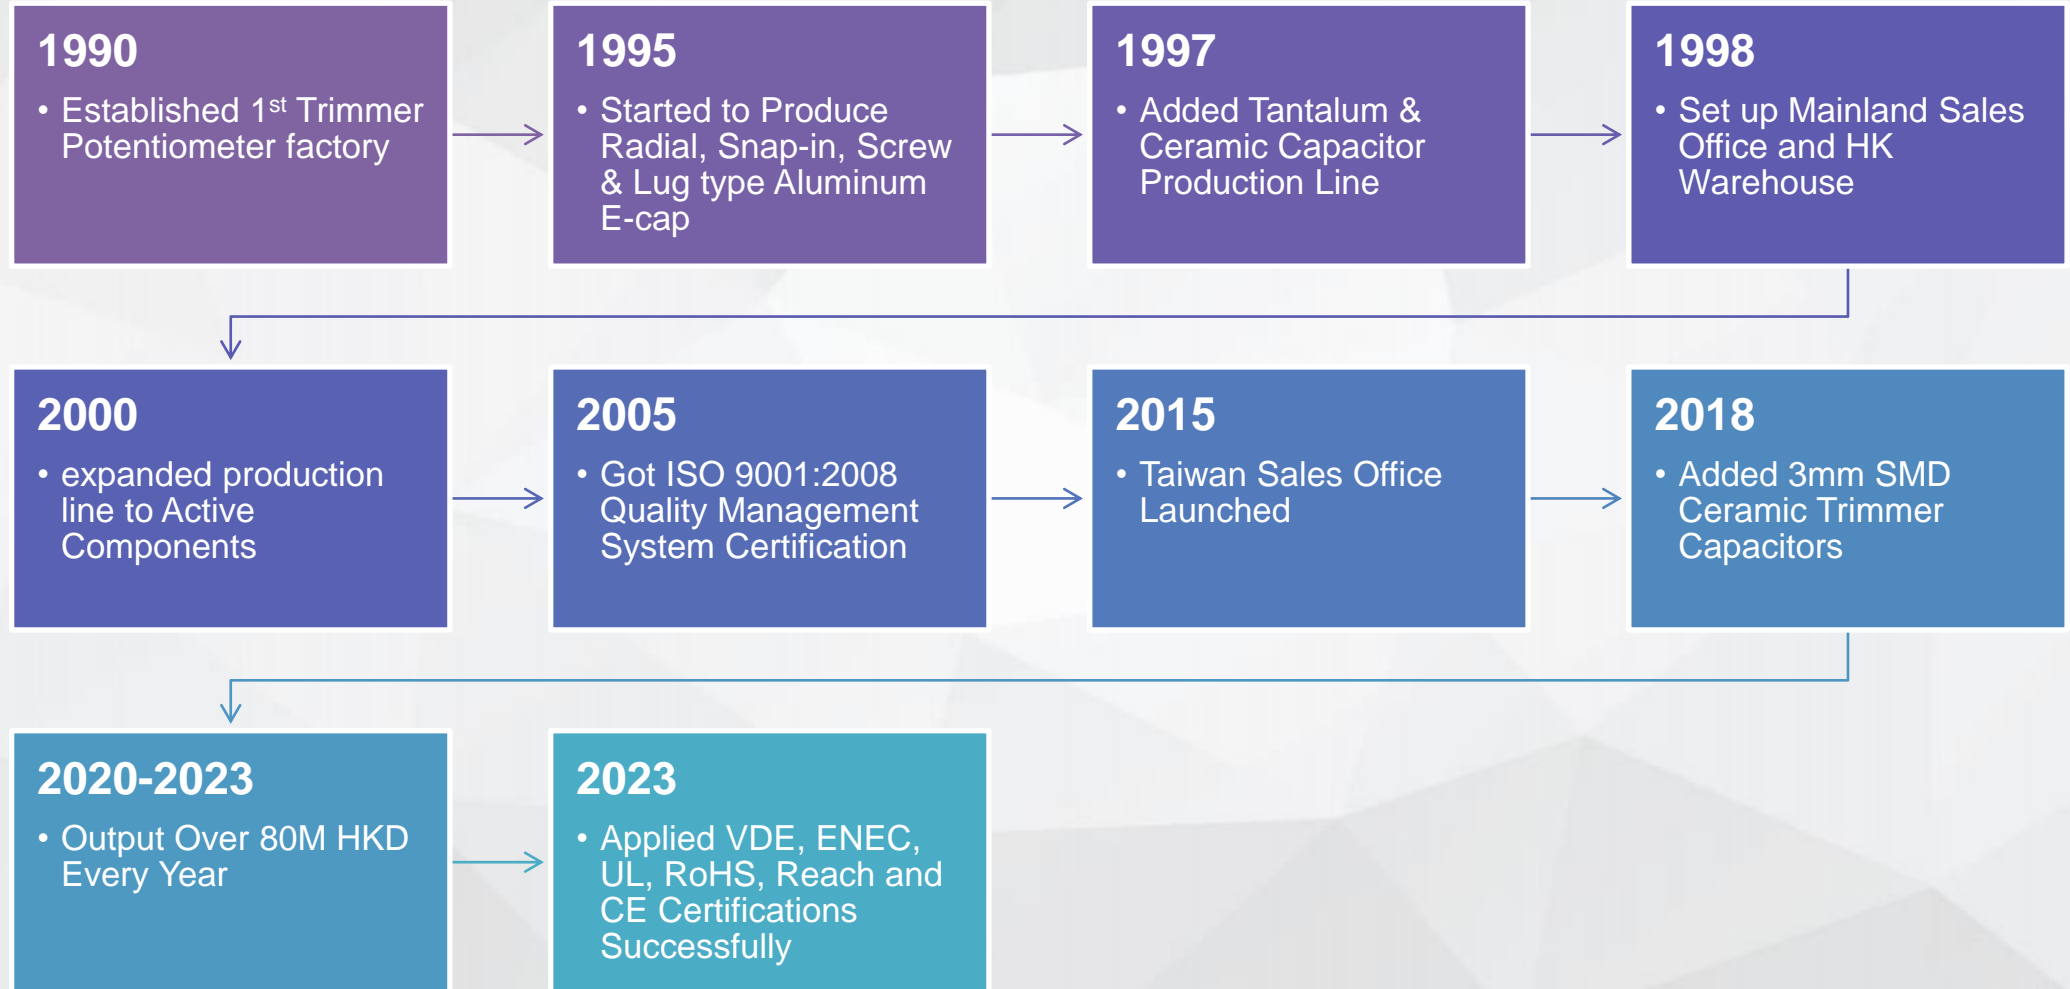 1990
• Established 1st Trimmer
Potentiometer factory
1995
• Started to Produce
Radial, Snap-in, Screw
& Lug type Aluminum
E-cap
1997
• Added Tantalum &
Ceramic Capacitor
Production Line
1998
• Set up Mainland Sales
Office and HK
Warehouse
2000
• expanded production
line to Active
Components
2005
• Got ISO 9001:2008
Quality Management
System Certification
2015
• Taiwan Sales Office
Launched
2018
• Added 3mm SMD
Ceramic Trimmer
Capacitors
2020-2023
• Output Over 80M HKD
Every Year
2023
• Applied VDE, ENEC,
UL, RoHS, Reach and
CE Certifications
Successfully